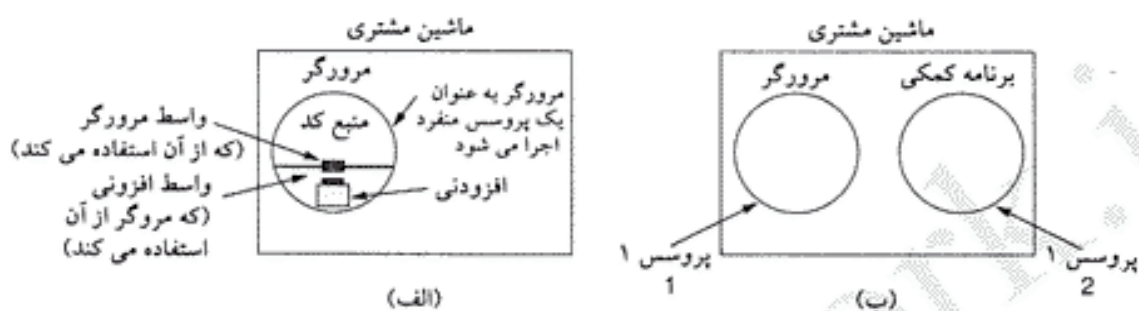 ماشین مشتری
مرورگر
منبع کد
مرورگر به عنوان
یک پروسس منفرد
اجرا می شود
واسط مرورگر
(که از آن استفاده می کند)
واسط افزونی
(که مروگر از آن
استفاده می کند)
افزودنی
(الف)
ماشین مشتری
مرورگر
برنامه کمکی
پروسس ۱
1
پروسس ۱
2
(ب)